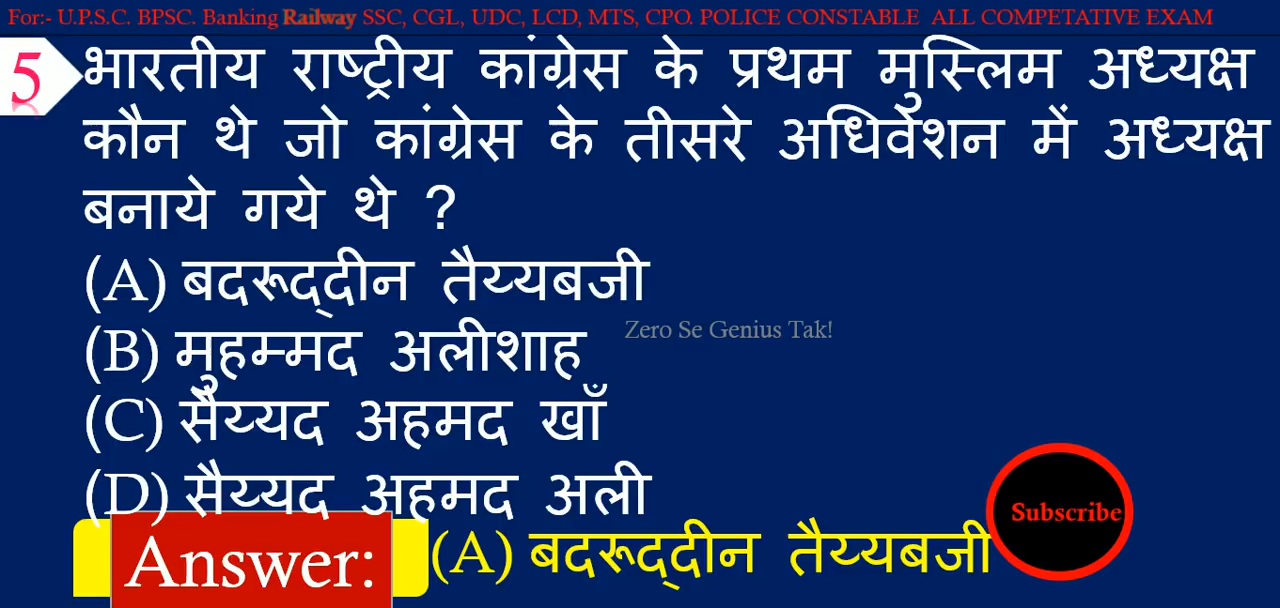 For:- U.P.S.C. BPSC. Banking Railway SSC, CGL, UDC, LCD, MTS, CPO. POLICE CONSTABLE ALL COMPETATIVE EXAM
5
भारतीय राष्ट्रीय कांग्रेस के प्रथम मुस्लिम अध्यक्ष
कौन थे जो कांग्रेस के तीसरे अधिवेशन में अध्यक्ष
बनाये गये थे ?
(A) बदरूद्दीन तैय्यबजी
(B) मुहम्मद अलीशाह
Zero Se Genius Tak!
(C) सैय्यद अहमद खाँ
(D) सैय्यद अहमद अली
Subscribe
Answer: (A) बदरूद्दीन तैय्यबजी